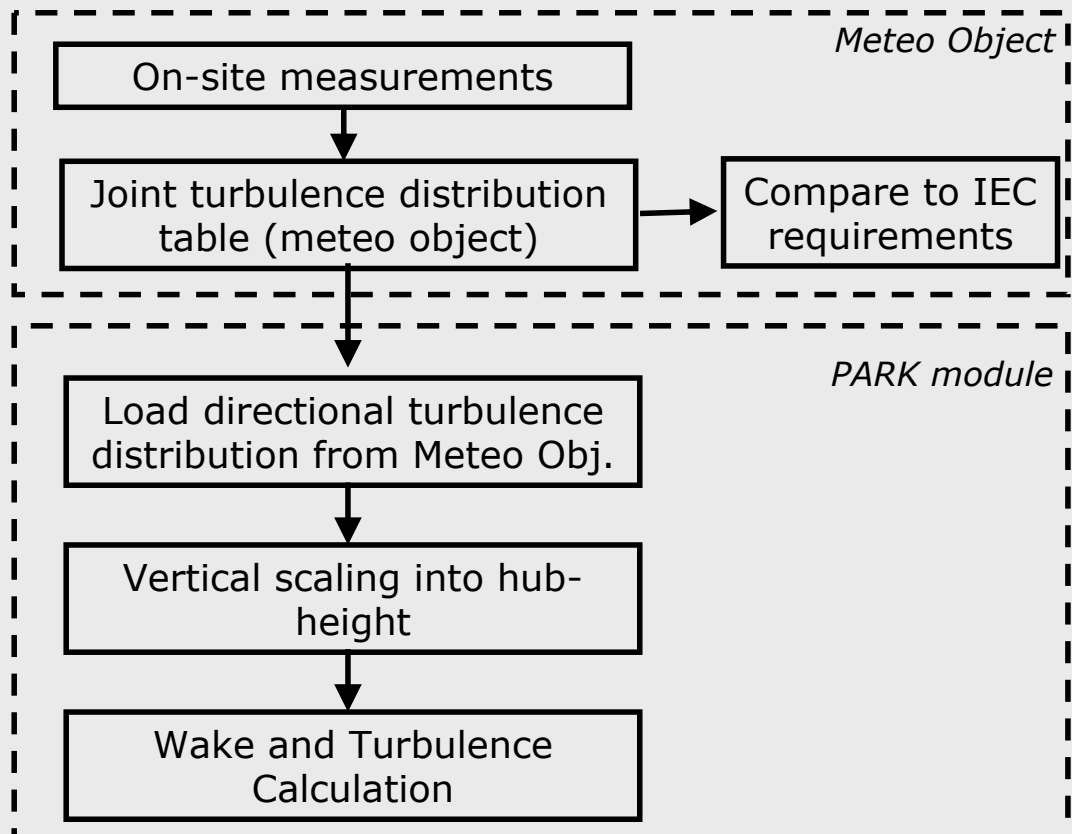 Meteo Object
On-site measurements
Joint turbulence distribution
table (meteo object)
Compare to IEC
requirements
PARK module
Load directional turbulence
distribution from Meteo Obj.
Vertical scaling into hub-
height
Wake and Turbulence
Calculation